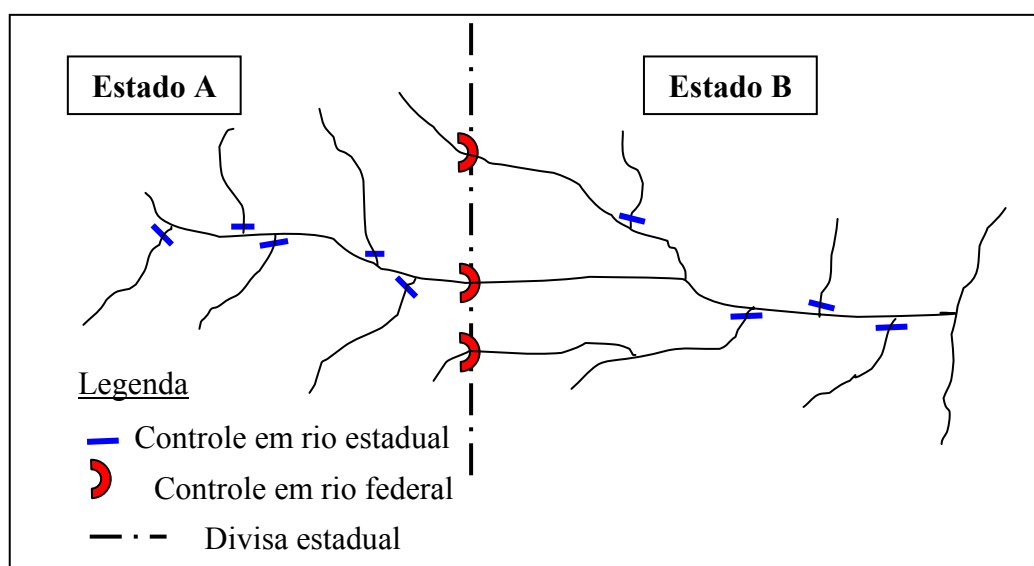 Estado A
Estado B
Legenda
Controle em rio estadual
Controle em rio federal
Divisa estadual